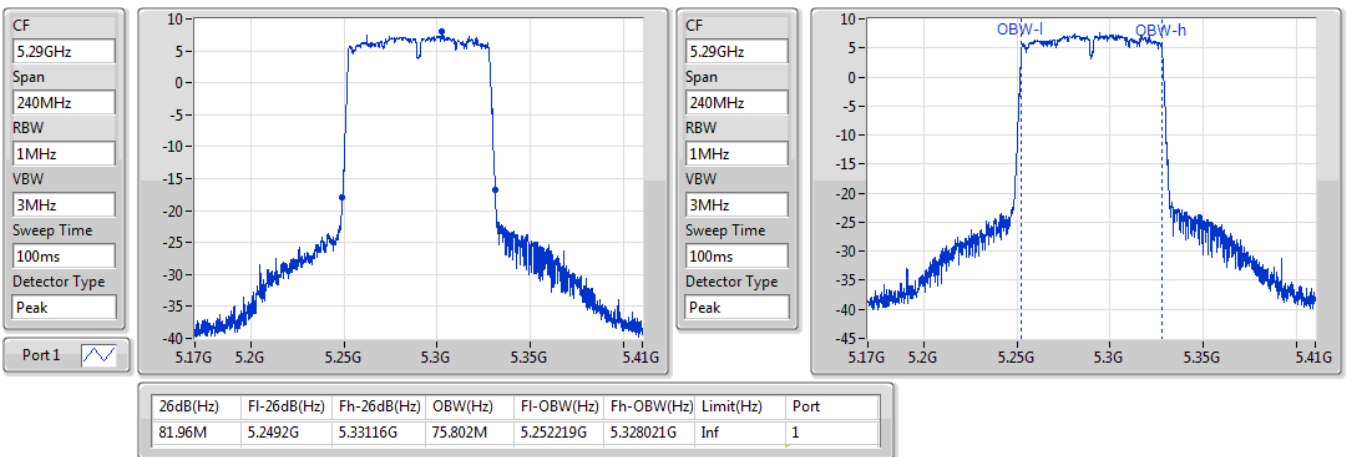 CF
5.29GHz
Span
240MHz
RBW
1MHz
VBW
3MHz
Sweep Time
100ms
Detector Type
Peak
Port 1
10
5
0
-5
-10
-15
-20
-25
-30
-35
-40
5.17G 5.2G 5.25G 5.3G 5.35G 5.41G
CF
5.29GHz
Span
240MHz
RBW
1MHz
VBW
3MHz
Sweep Time
100ms
Detector Type
Peak
OBW-l OBW-h
10
5
0
-5
-10
-15
-20
-25
-30
-35
-40
-45
5.17G 5.2G 5.25G 5.3G 5.35G 5.41G
26dB(Hz) Fl-26dB(Hz) Fh-26dB(Hz) OBW(Hz) Fl-OBW(Hz) Fh-OBW(Hz) Limit(Hz) Port
81.96M 5.2492G 5.33116G 75.802M 5.252219G 5.328021G Inf 1